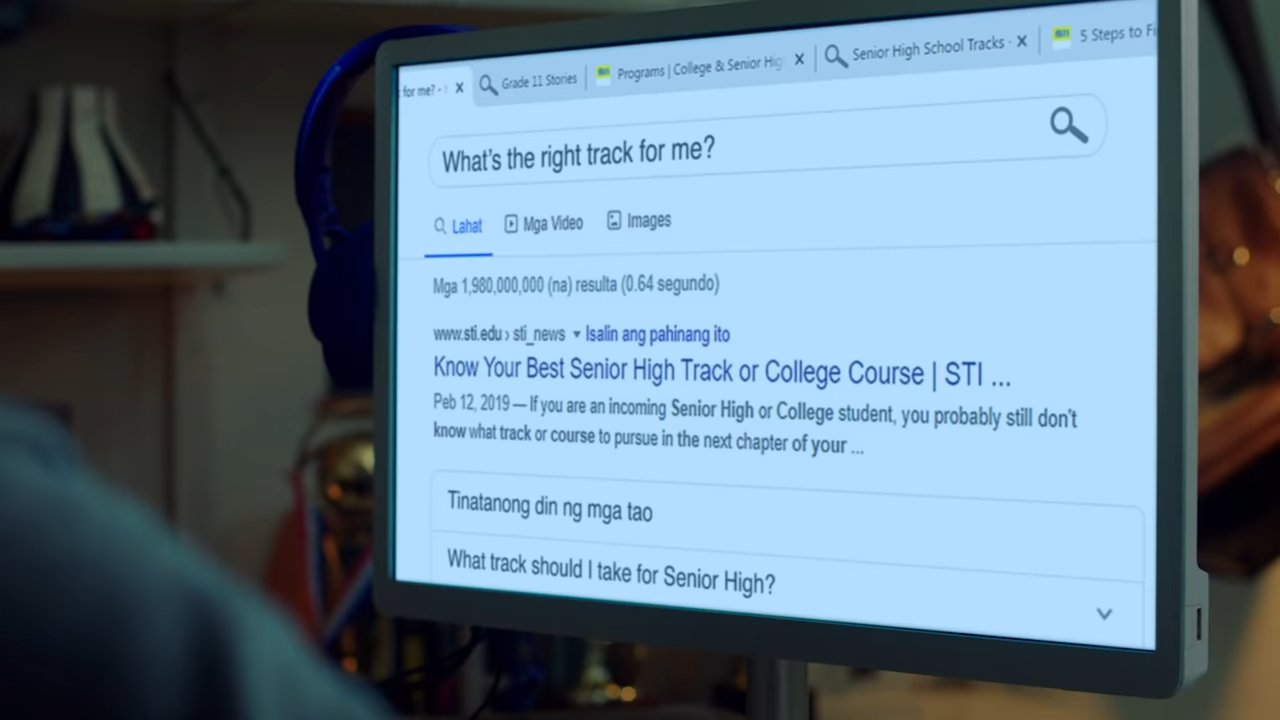 for me? -
Grade 11 Stories
Programs | College & Senior Hig
Senior High School Tracks ·
5 Steps to Fi
What's the right track for me?
Lahat Mga Video Images
Mga 1,980,000,000 (na) resulta (0.64 segundo)
www.sti.edu › sti_news ▾ Isalin ang pahinang ito
Know Your Best Senior High Track or College Course | STI ...
Peb 12, 2019 — If you are an incoming Senior High or College student, you probably still don't
know what track or course to pursue in the next chapter of your ...
Tinatanong din ng mga tao
What track should I take for Senior High?